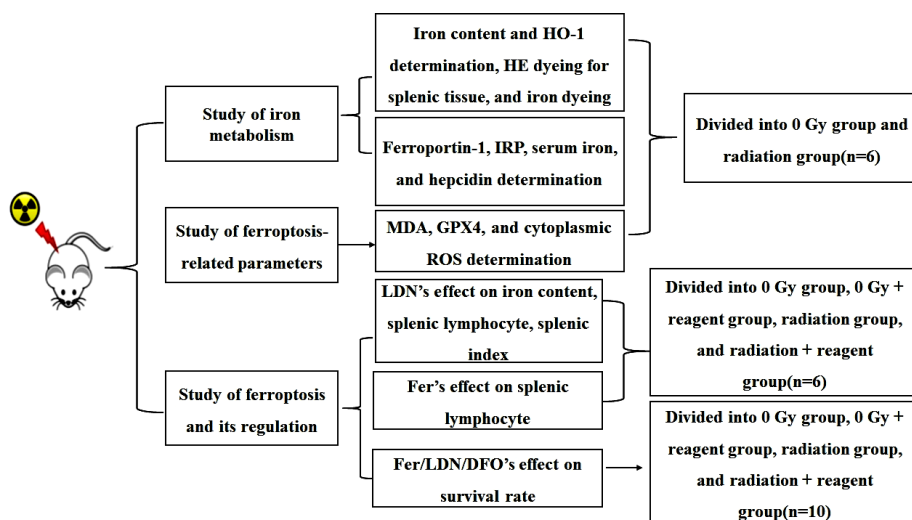 Study of iron
metabolism
Iron content and HO-1
determination, HE dyeing for
splenic tissue, and iron dyeing
Ferroportin-1, IRP, serum iron,
and hepcidin determination
Divided into 0 Gy group and
radiation group(n=6)
Study of ferroptosis-
related parameters
MDA, GPX4, and cytoplasmic
ROS determination
Study of ferroptosis
and its regulation
LDN's effect on iron content,
splenic lymphocyte, splenic
index
Fer's effect on splenic
lymphocyte
Divided into 0 Gy group, 0 Gy +
reagent group, radiation group,
and radiation + reagent
group(n=6)
Fer/LDN/DFO's effect on
survival rate
Divided into 0 Gy group, 0 Gy +
reagent group, radiation group,
and radiation + reagent
group(n=10)